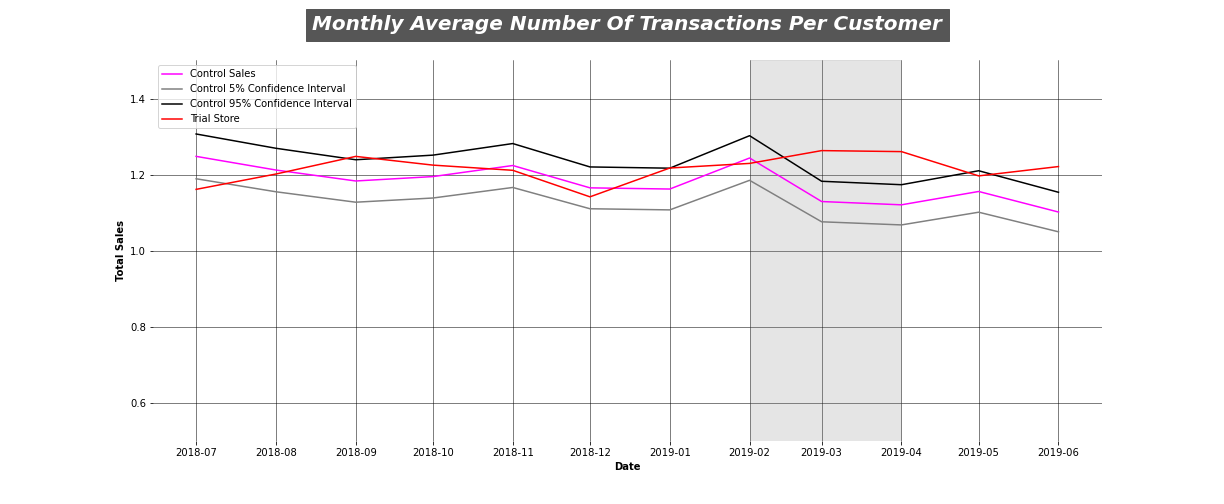 Monthly Average Number Of Transactions Per Customer
Control Sales
Control 5% Confidence Interval
Control 95% Confidence Interval
Trial Store
1.4
1.2
1.0
0.8
0.6
Total Sales
2018-07 2018-08 2018-09 2018-10 2018-11 2018-12 2019-01 2019-02 2019-03 2019-04 2019-05 2019-06
Date